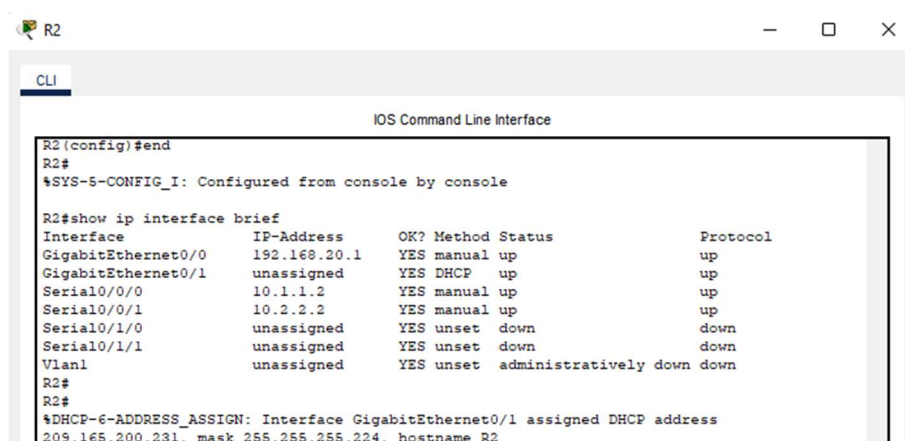 R2
CLI
IOS Command Line Interface
R2(config)#end
R2#
%SYS-5-CONFIG_I: Configured from console by console
R2#show ip interface brief
Interface IP-Address OK? Method Status Protocol
GigabitEthernet0/0 192.168.20.1 YES manual up up
GigabitEthernet0/1 unassigned YES DHCP up up
Serial0/0/0 10.1.1.2 YES manual up up
Serial0/0/1 10.2.2.2 YES manual up up
Serial0/1/0 unassigned YES unset down down
Serial0/1/1 unassigned YES unset down down
Vlan1 unassigned YES unset administratively down down
R2#
R2#
%DHCP-6-ADDRESS_ASSIGN: Interface GigabitEthernet0/1 assigned DHCP address
209.165.200.231, mask 255.255.255.224, hostname R2